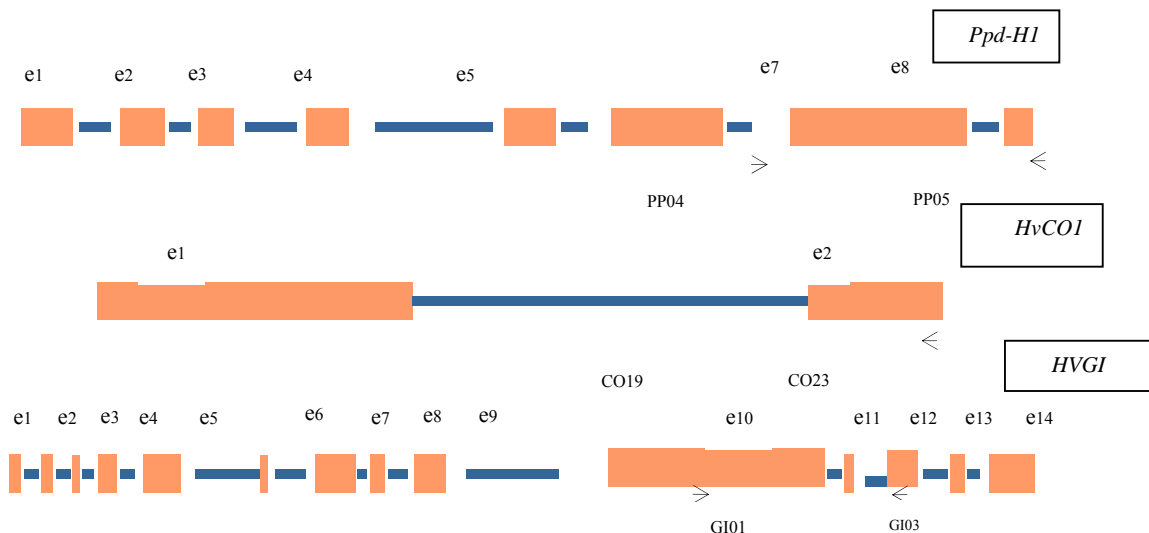 Ppd-H1
e1 e2 e3 e4 e5 e7 e8
PP04 PP05
HvCO1
e1 e2
HVGI
CO19 CO23
e1 e2 e3 e4 e5 e6 e7 e8 e9 e10 e11 e12 e13 e14
GI01 GI03